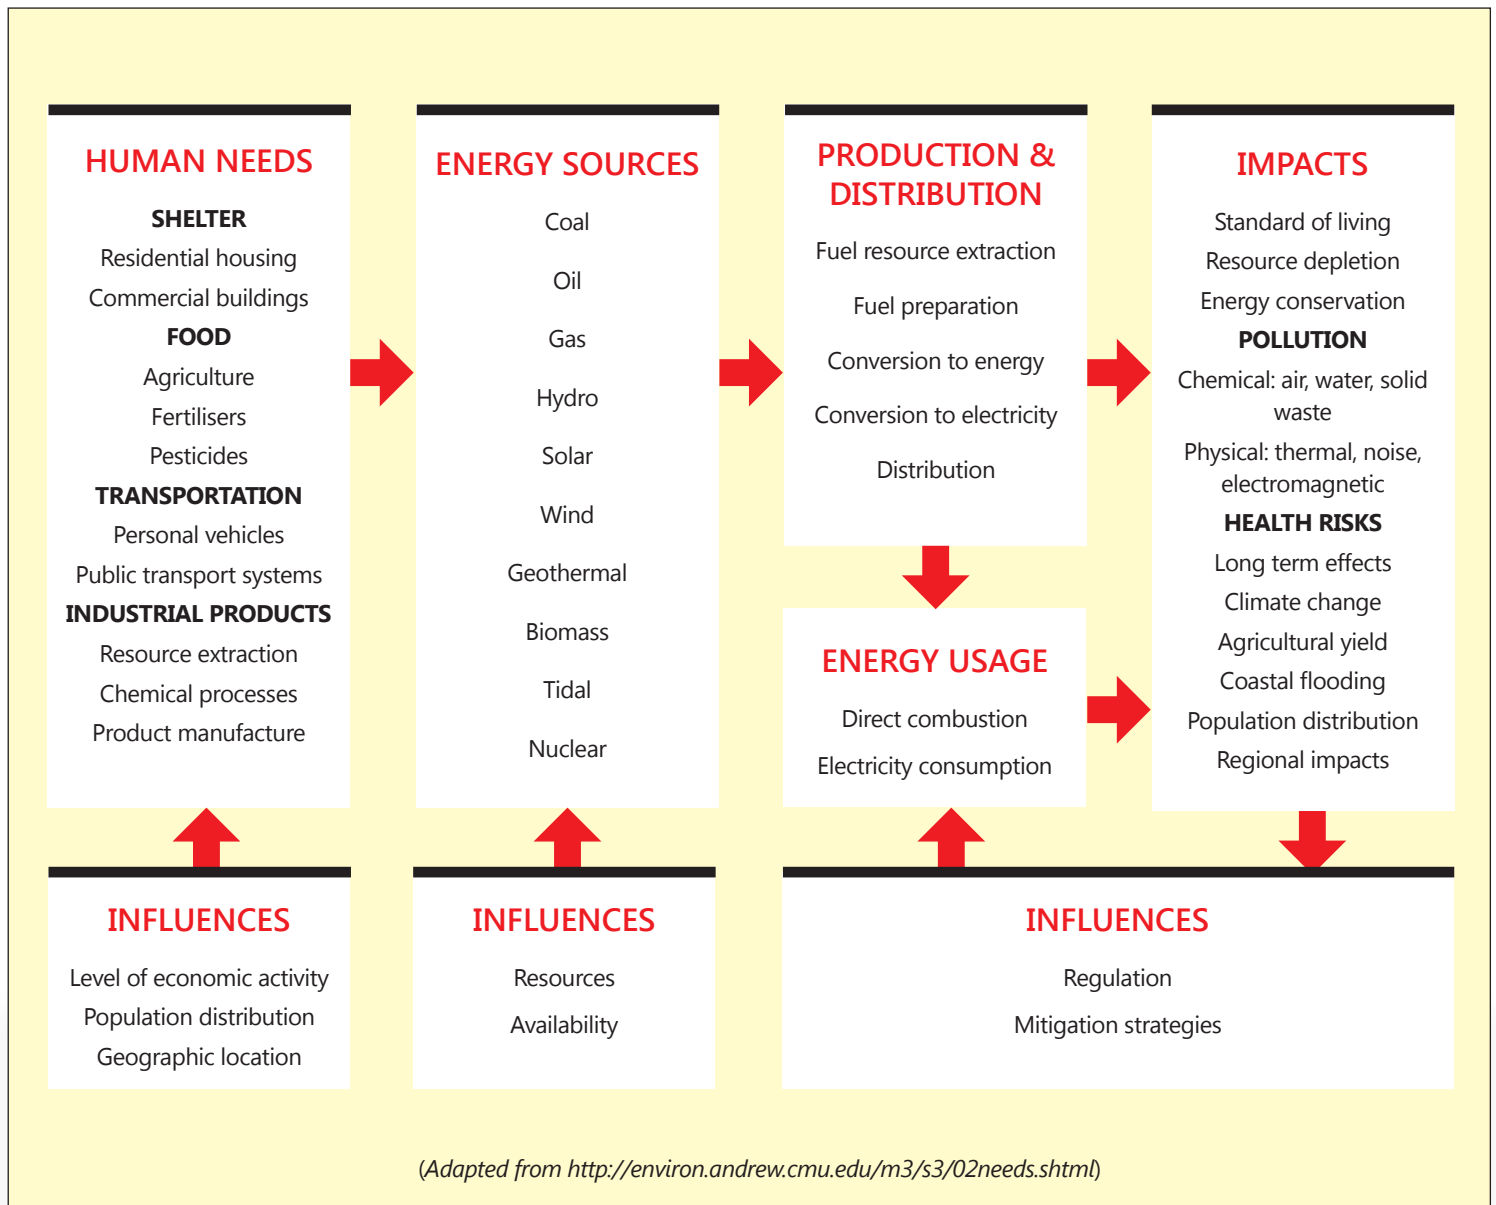 HUMAN NEEDS
SHELTER
Residential housing
Commercial buildings
FOOD
Agriculture
Fertilisers
Pesticides
TRANSPORTATION
Personal vehicles
Public transport systems
INDUSTRIAL PRODUCTS
Resource extraction
Chemical processes
Product manufacture
ENERGY SOURCES
Coal
Oil
Gas
Hydro
Solar
Wind
Geothermal
Biomass
Tidal
Nuclear
PRODUCTION &
DISTRIBUTION
Fuel resource extraction
Fuel preparation
Conversion to energy
Conversion to electricity
Distribution
ENERGY USAGE
Direct combustion
Electricity consumption
IMPACTS
Standard of living
Resource depletion
Energy conservation
POLLUTION
Chemical: air, water, solid
waste
Physical: thermal, noise,
electromagnetic
HEALTH RISKS
Long term effects
Climate change
Agricultural yield
Coastal flooding
Population distribution
Regional impacts
INFLUENCES
Level of economic activity
Population distribution
Geographic location
INFLUENCES
Resources
Availability
INFLUENCES
Regulation
Mitigation strategies
(Adapted from http://environ.andrew.cmu.edu/m3/s3/02needs.shtml)